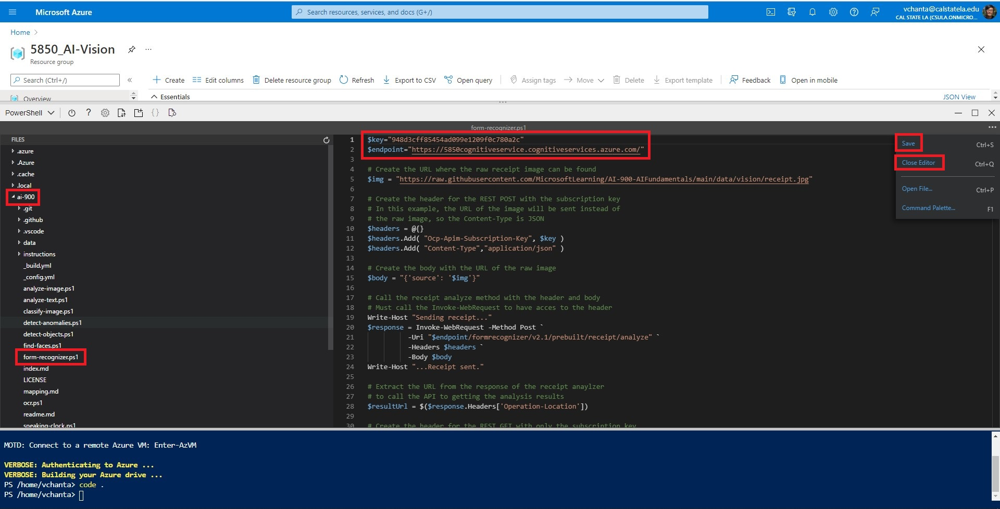 Microsoft Azure
Search resources, services, and docs (G+/)
vchanta@calstatela.edu
CAL STATE LA (CSULA.ONMICRO...
Home
5850_AI-Vision
...
Resource group
Search (Ctrl+/)
«
Create
Edit columns
Delete resource group
Refresh
Export to CSV
Open query
Assign tags
Move
Delete
Export template
Feedback
Open in mobile
Overview
Essentials
JSON View
PowerShell
?
{}
form-recognizer.ps1
FILES
.azure
.Azure
.cache
.local
ai-900
.git
.github
.vscode
data
instructions
_build.yml
_config.yml
analyze-image.ps1
analyze-text.ps1
classify-image.ps1
detect-anomalies.ps1
detect-objects.ps1
find-faces.ps1
form-recognizer.ps1
index.md
LICENSE
mapping.md
ocr.ps1
readme.md
speaking-clock.ps1
1 $key="948d3cff85454ad099e1209f0c780a2c"
2 $endpoint="https://5850cognitiveservice.cognitiveservices.azure.com/"
3
4 # Create the URL where the raw receipt image can be found
5 $img = "https://raw.githubusercontent.com/MicrosoftLearning/AI-900-AIFundamentals/main/data/vision/receipt.jpg"
6
7 # Create the header for the REST POST with the subscription key
8 # In this example, the URL of the image will be sent instead of
9 # the raw image, so the Content-Type is JSON
10 $headers = @{}
11 $headers.Add( "Ocp-Apim-Subscription-Key", $key )
12 $headers.Add( "Content-Type","application/json" )
13
14 # Create the body with the URL of the raw image
15 $body = "{'source': '$img'}"
16
17 # Call the receipt analyze method with the header and body
18 # Must call the Invoke-WebRequest to have acces to the header
19 Write-Host "Sending receipt..."
20 $response = Invoke-WebRequest -Method Post `
21 -Uri "$endpoint/formrecognizer/v2.1/prebuilt/receipt/analyze" `
22 -Headers $headers `
23 -Body $body
24 Write-Host "...Receipt sent."
25
26 # Extract the URL from the response of the receipt anaylzer
27 # to call the API to getting the analysis results
28 $resultUrl = $($response.Headers['Operation-Location'])
29
30 # Create the header for the REST GET with only the subscription key
Save Ctrl+S
Close Editor Ctrl+Q
Open File... Ctrl+P
Command Palette... F1
MOTD: Connect to a remote Azure VM: Enter-AzVM
VERBOSE: Authenticating to Azure ...
VERBOSE: Building your Azure drive ...
PS /home/vchanta> code .
PS /home/vchanta>